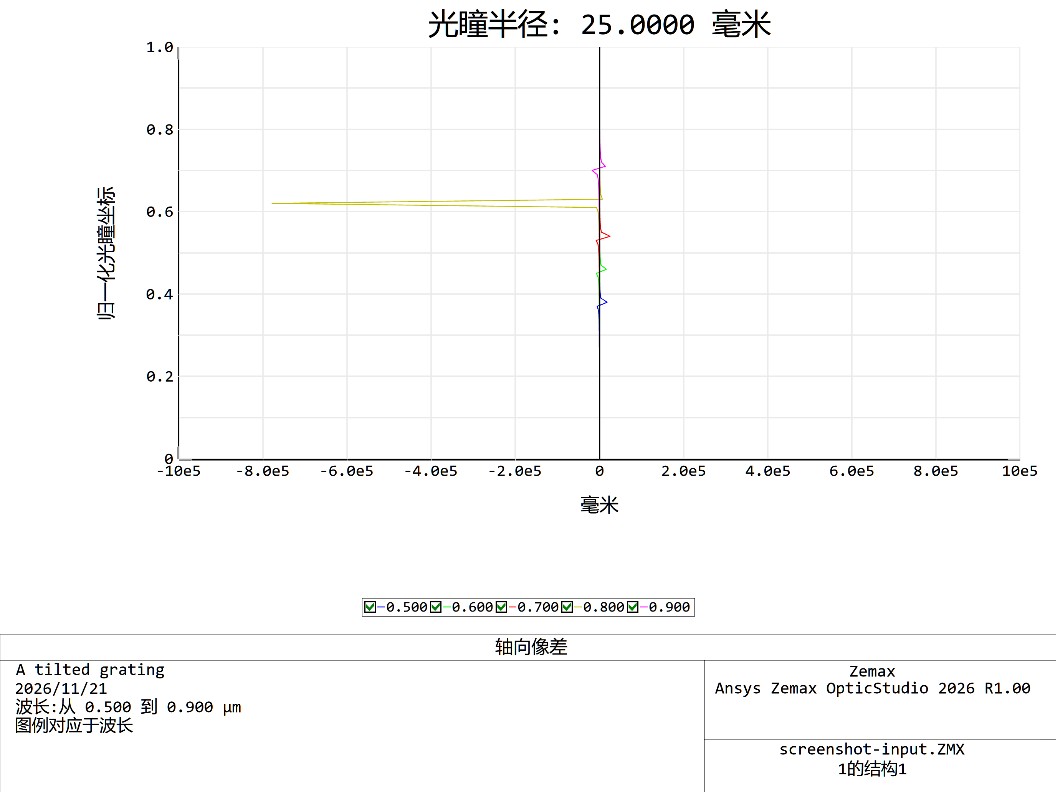 光瞳半径: 25.0000 毫米
1.0
0.8
0.6
0.4
0.2
0
归一化光瞳坐标
-10e5 -8.0e5 -6.0e5 -4.0e5 -2.0e5 0 2.0e5 4.0e5 6.0e5 8.0e5 10e5
毫米
0.500 0.600 0.700 0.800 0.900
轴向像差
A tilted grating
2026/11/21
波长:从 0.500 到 0.900 µm
图例对应于波长
Zemax
Ansys Zemax OpticStudio 2026 R1.00
screenshot-input.ZMX
1的结构1